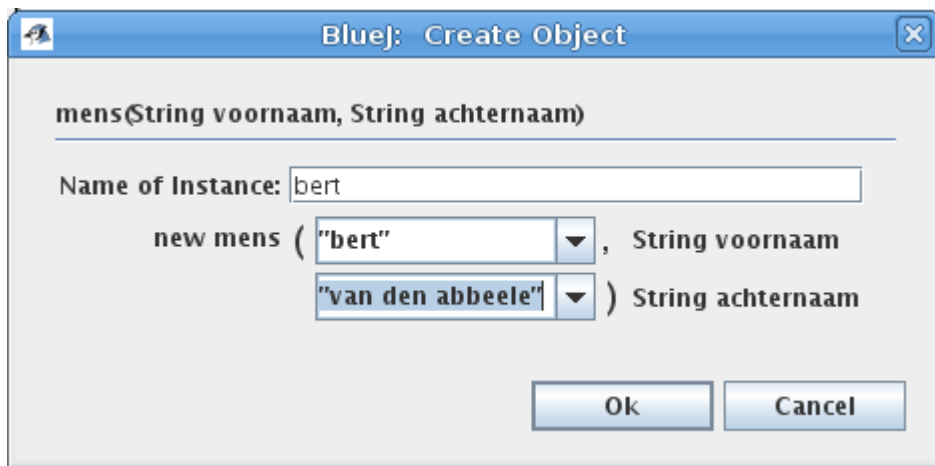 BlueJ: Create Object
mens(String voornaam, String achternaam)
Name of Instance: bert
new mens ( "bert" , String voornaam
"van den abbeele" ) String achternaam
Ok Cancel